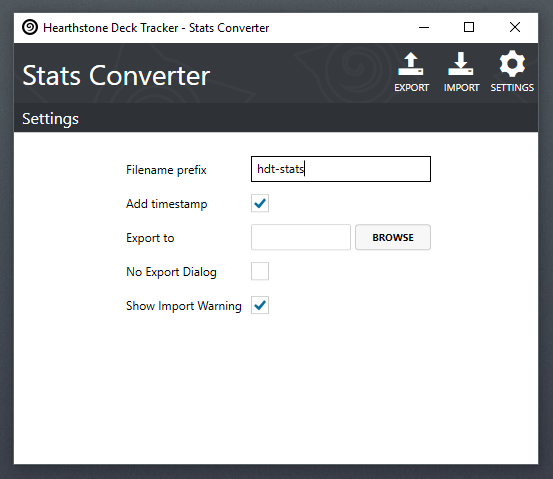 Hearthstone Deck Tracker - Stats Converter
Stats Converter
EXPORT IMPORT SETTINGS
Settings
Filename prefix hdt-stats
Add timestamp
Export to BROWSE
No Export Dialog
Show Import Warning